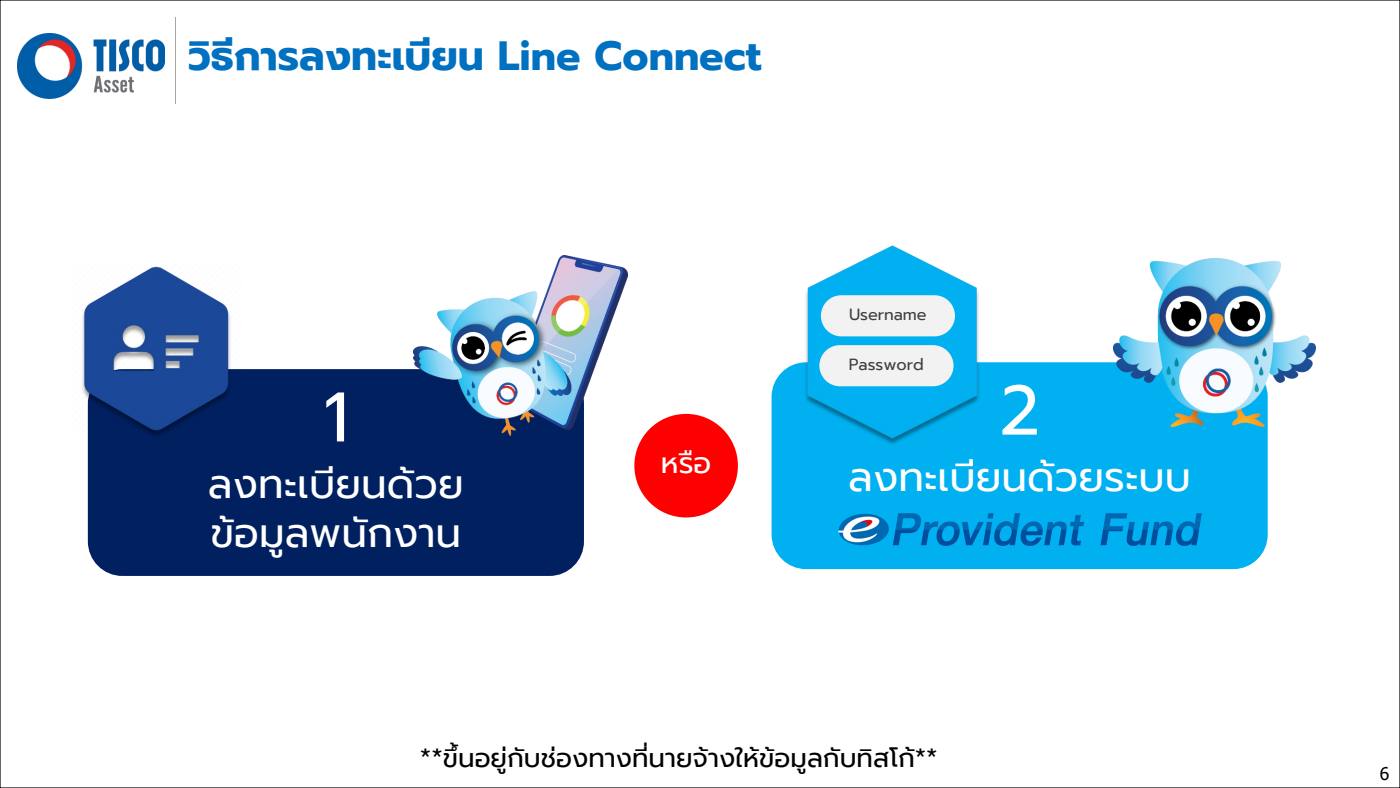 TISCO
Asset
วิธีการลงทะเบียน Line Connect
Username
Password
1
ลงทะเบียนด้วย
ข้อมูลพนักงาน
หรือ
2
ลงทะเบียนด้วยระบบ
e Provident Fund
**ขึ้นอยู่กับช่องทางที่นายจ้างให้ข้อมูลกับทิสโก้**
6